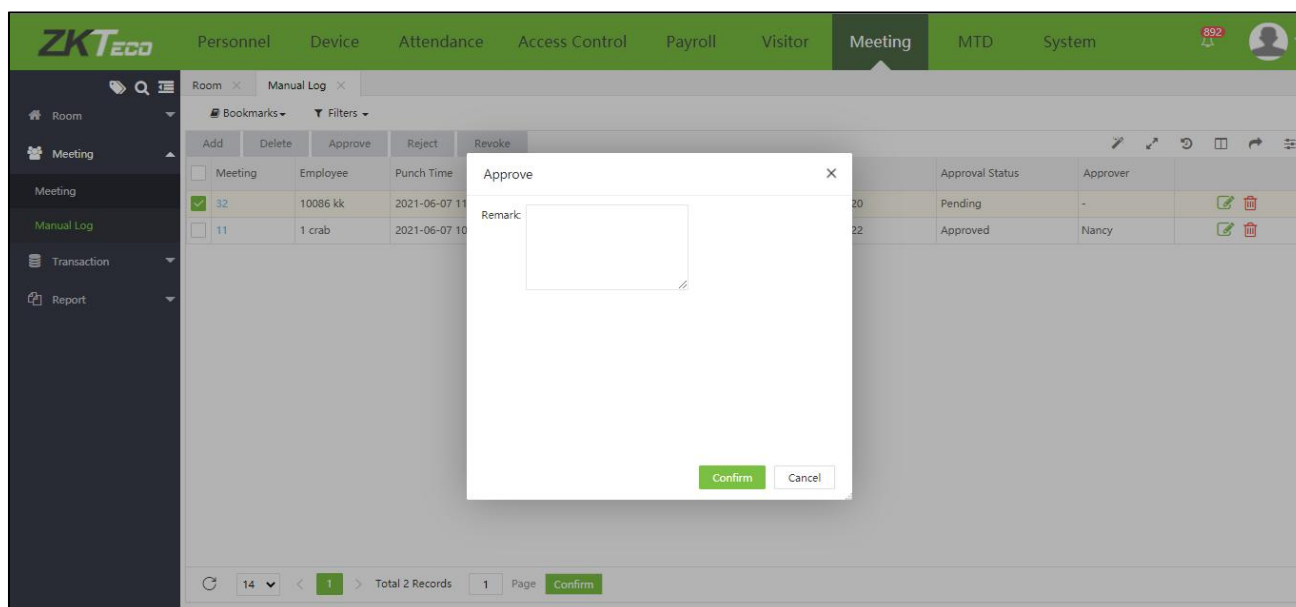 ZKTECO Personnel Device Attendance Access Control Payroll Visitor Meeting MTD System 892
Room Manual Log
Room Bookmarks Filters
Add Delete Approve Reject Revoke
Meeting
Meeting Employee Punch Time Approve Approval Status Approver
Meeting
32 10086 kk 2021-06-07 11 20 Pending -
Remark:
Manual Log
11 1 crab 2021-06-07 10 22 Approved Nancy
Transaction
Report
Confirm Cancel
14 < 1 > Total 2 Records 1 Page Confirm